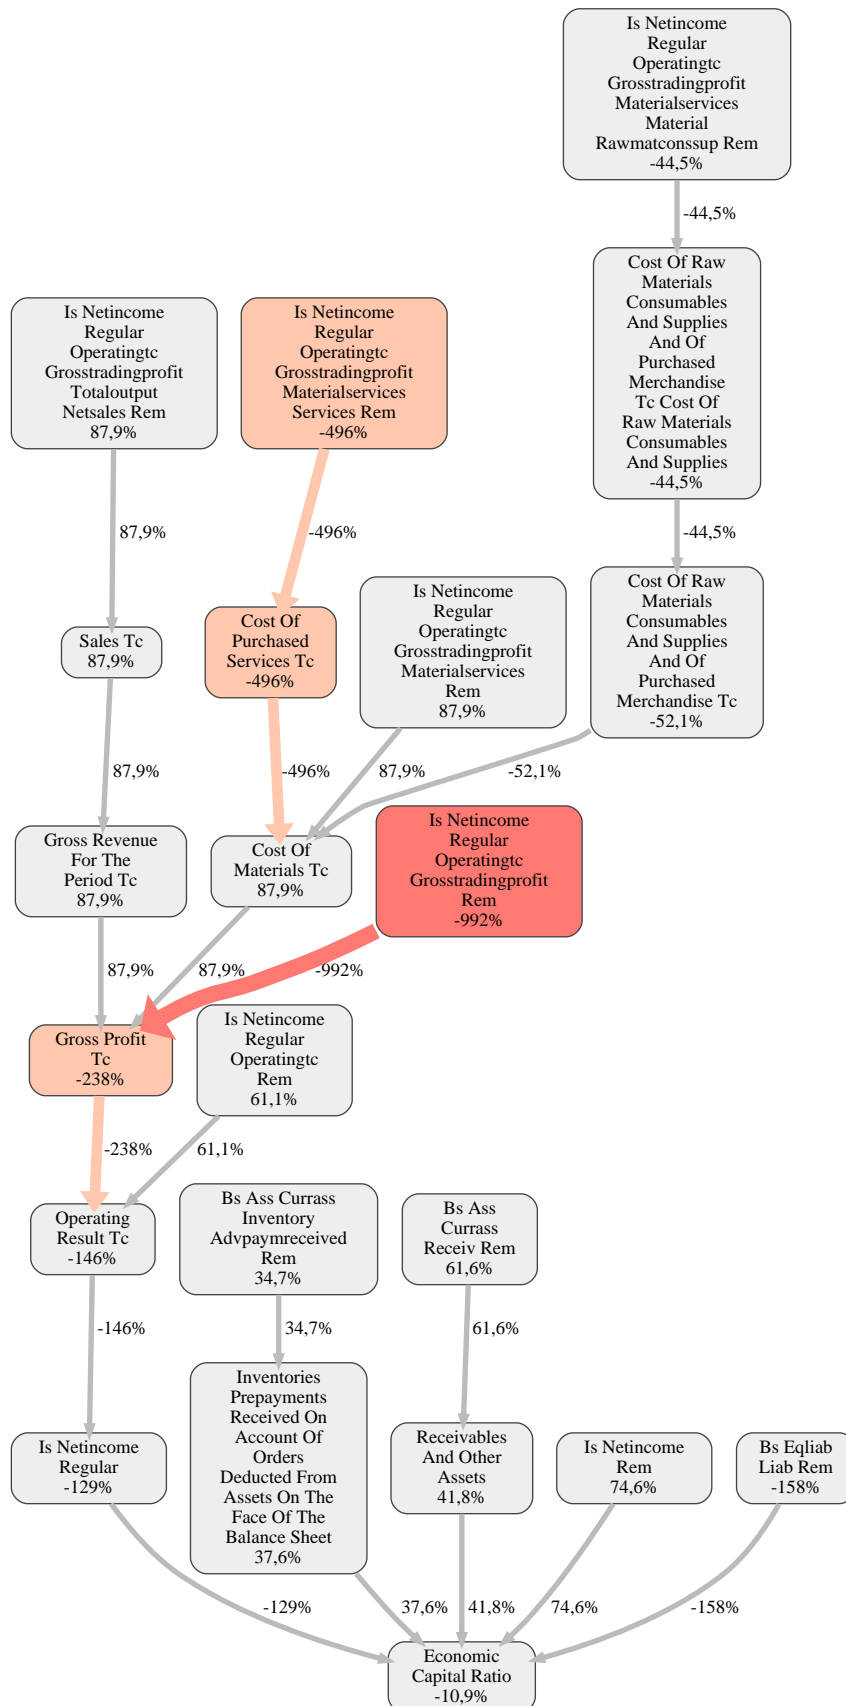 Is Netincome
Regular
Operatingtc
Grosstradingprofit
Materialservices
Material
Rawmatconssup Rem
-44,5%
-44,5%
Cost Of Raw
Materials
Consumables
And Supplies
And Of
Purchased
Merchandise
Tc Cost Of
Raw Materials
Consumables
And Supplies
-44,5%
Is Netincome
Regular
Operatingtc
Grosstradingprofit
Totaloutput
Netsales Rem
87,9%
Is Netincome
Regular
Operatingtc
Grosstradingprofit
Materialservices
Services Rem
-496%
87,9%
-496%
-44,5%
Cost Of Raw
Materials
Consumables
And Supplies
And Of
Purchased
Merchandise Tc
-52,1%
Is Netincome
Regular
Operatingtc
Grosstradingprofit
Materialservices
Rem
87,9%
Cost Of
Purchased
Services Tc
-496%
Sales Tc
87,9%
87,9%
-496%
87,9%
-52,1%
Gross Revenue
For The
Period Tc
87,9%
Cost Of
Materials Tc
87,9%
Is Netincome
Regular
Operatingtc
Grosstradingprofit
Rem
-992%
87,9%
87,9%
-992%
Gross Profit
Tc
-238%
Is Netincome
Regular
Operatingtc
Rem
61,1%
-238%
61,1%
Operating
Result Tc
-146%
Bs Ass Currass
Inventory
Advpaymreceived
Rem
34,7%
Bs Ass
Currass
Receiv Rem
61,6%
-146%
34,7%
61,6%
Is Netincome
Regular
-129%
Inventories
Prepayments
Received On
Account Of
Orders
Deducted From
Assets On The
Face Of The
Balance Sheet
37,6%
Receivables
And Other
Assets
41,8%
Is Netincome
Rem
74,6%
Bs Eqliab
Liab Rem
-158%
-129%
37,6%
41,8%
74,6%
-158%
Economic
Capital Ratio
-10,9%